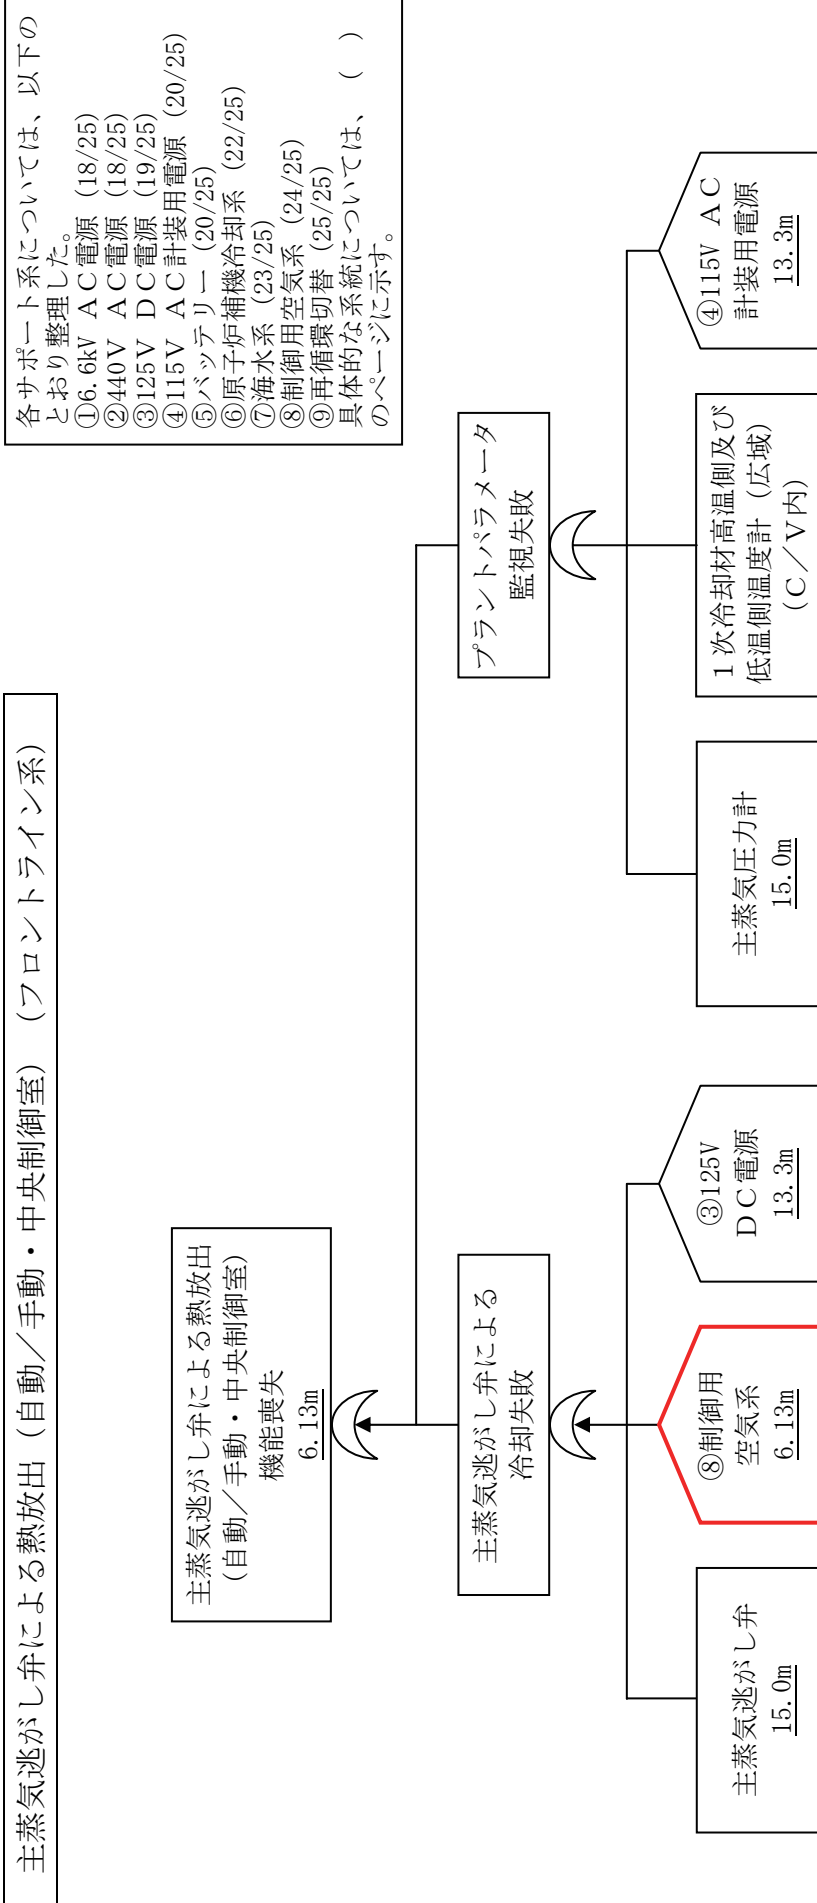 主蒸気逃がし弁による熱放出(自動／手動・中央制御室)　(フロントライン系)
各サポート系については、以下の
とおり整理した。
①6.6kV AC電源 (18/25)
②440V AC電源 (18/25)
③125V DC電源 (19/25)
④115V AC計装用電源 (20/25)
⑤バッテリー (20/25)
⑥原子炉補機冷却系 (22/25)
⑦海水系 (23/25)
⑧制御用空気系 (24/25)
⑨再循環切替 (25/25)
具体的な系統については、( )
のページに示す。
主蒸気逃がし弁による熱放出
(自動／手動・中央制御室)
機能喪失
6.13m
主蒸気逃がし弁による
冷却失敗
プラントパラメータ
監視失敗
主蒸気逃がし弁
15.0m
⑧制御用
空気系
6.13m
③125V
DC電源
13.3m
主蒸気圧力計
15.0m
１次冷却材高温側及び
低温側温度計 (広域)
(C／V内)
④115V AC
計装用電源
13.3m